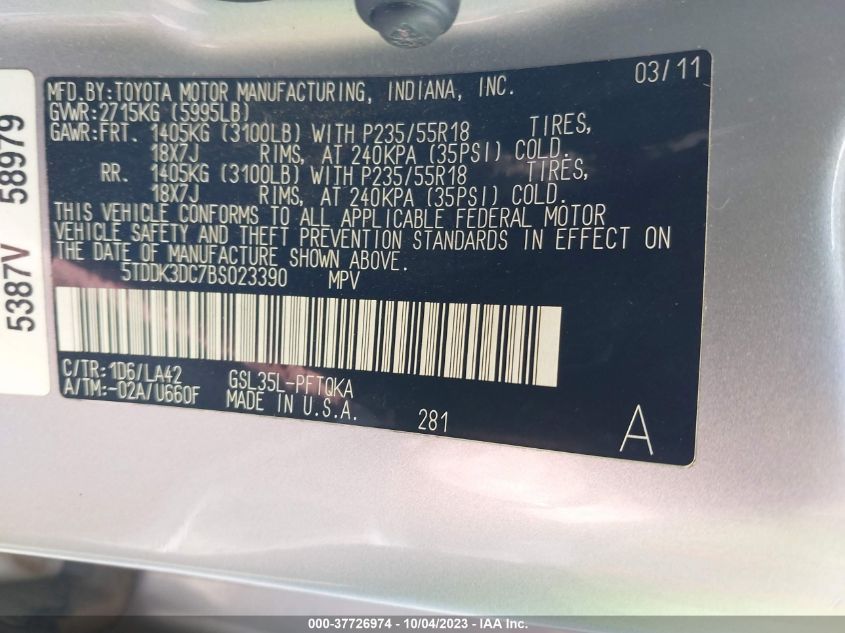 03/11
MFD.BY:TOYOTA MOTOR MANUFACTURING, INDIANA, INC.
GVWR:2715KG (5995LB)
GAWR:FRT. 1405KG (3100LB) WITH P235/55R18 TIRES,
18X7J RIMS, AT 240KPA (35PSI) COLD.
RR. 1405KG (3100LB) WITH P235/55R18 TIRES,
18X7J RIMS, AT 240KPA (35PSI) COLD.
THIS VEHICLE CONFORMS TO ALL APPLICABLE FEDERAL MOTOR
VEHICLE SAFETY AND THEFT PREVENTION STANDARDS IN EFFECT ON
THE DATE OF MANUFACTURE SHOWN ABOVE.
5TDDK3DC7BS023390 MPV
C/TR:1D6/LA42 GSL35L-PFTQKA
A/TM:-02A/U660F MADE IN U.S.A. 281 A
5387V 58979
000-37726974 - 10/04/2023 - IAA Inc.